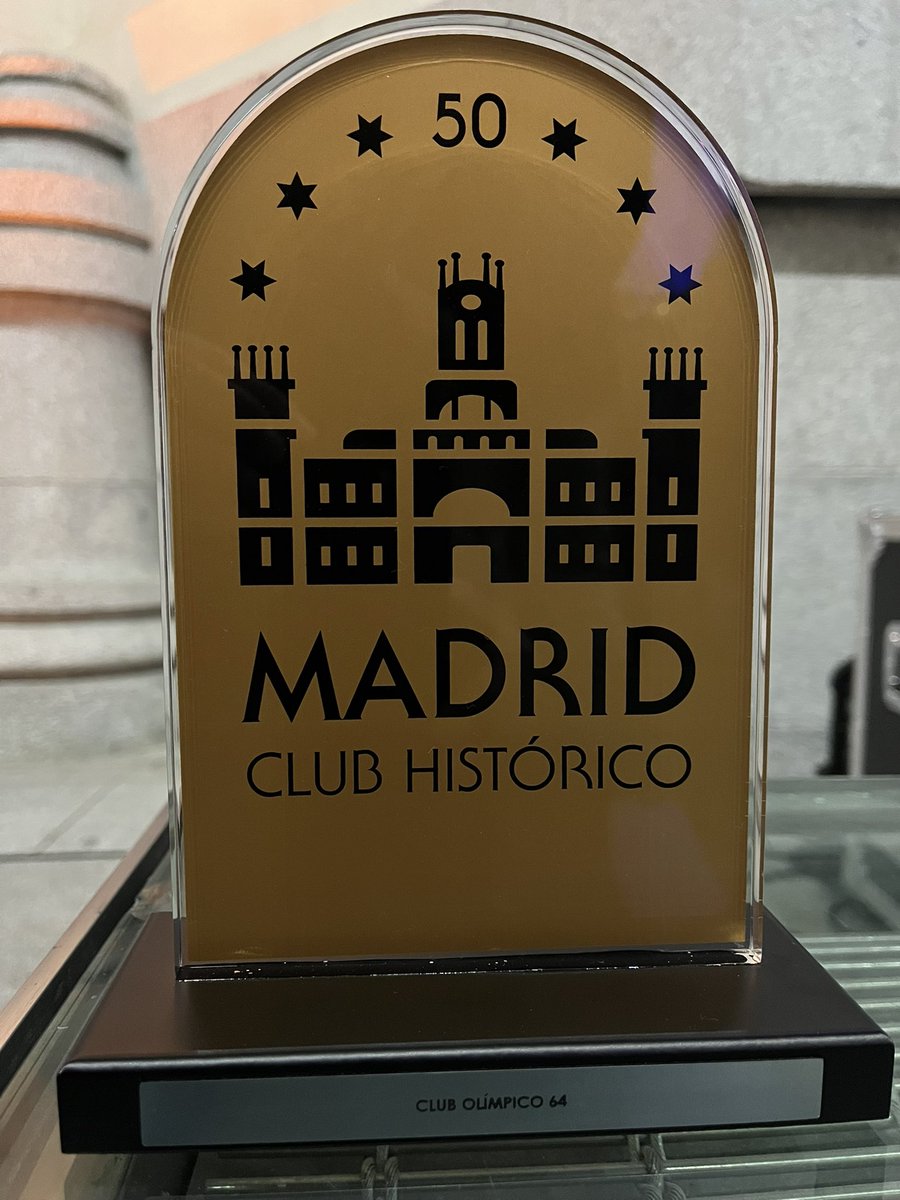 50
MADRID
CLUB HISTÓRICO
CLUB OLÍMPICO 64